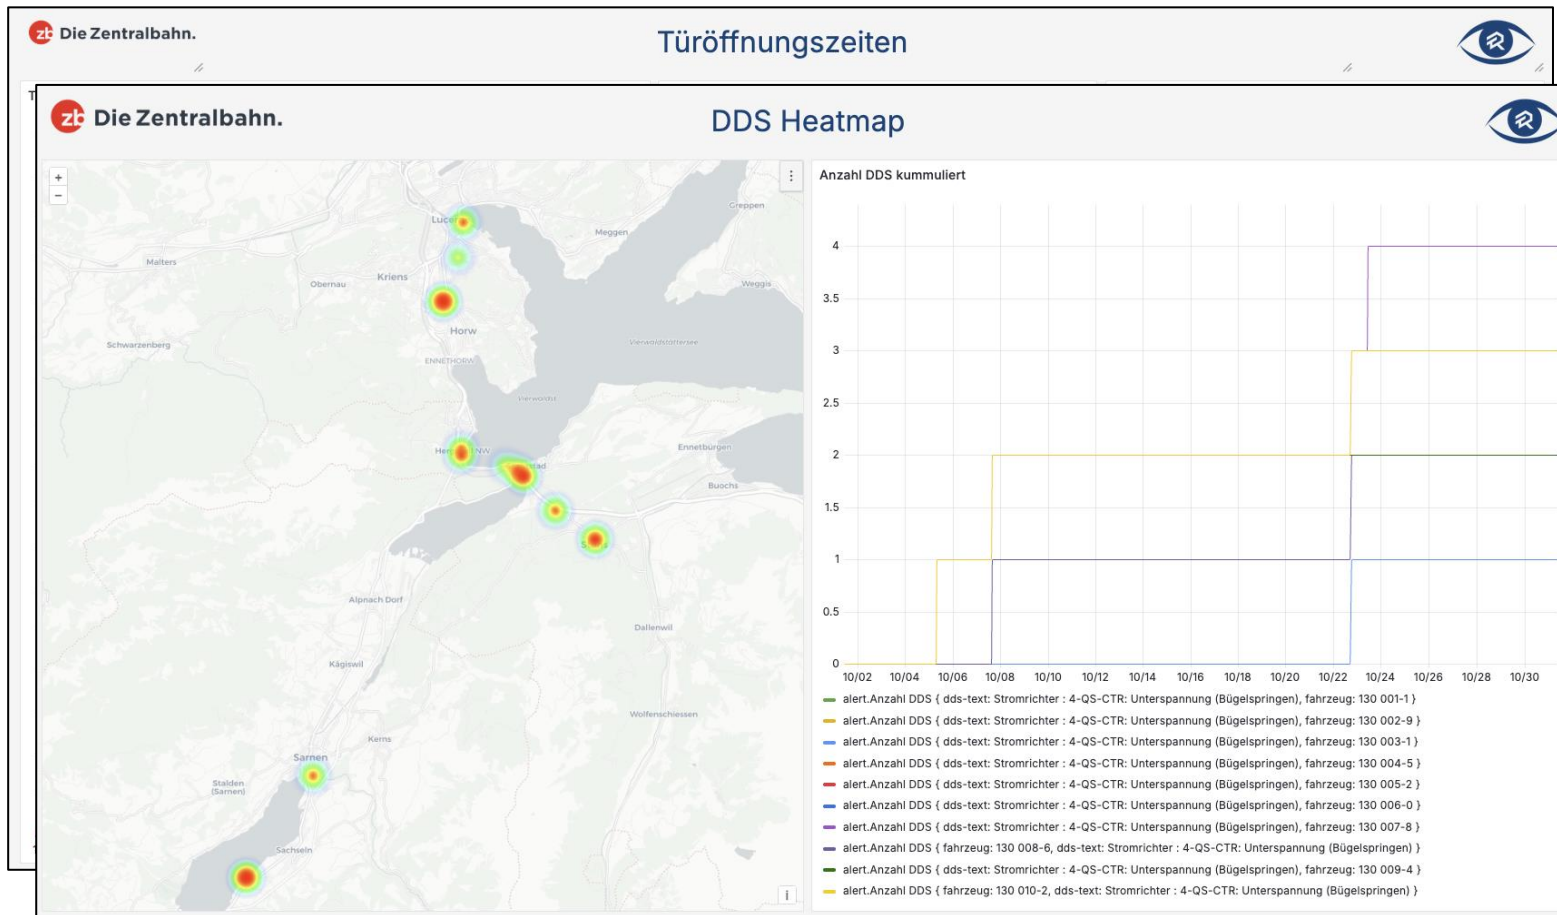 zb Die Zentralbahn.
Türöffnungszeiten
T
zb Die Zentralbahn.
DDS Heatmap
+
−
Greppen
Meggen
Malters
Kriens
Obernau
Weggis
Horw
Schwarzenberg
Vierwaldstättersee
ENNETHORW
Ennetbürgen
Buochs
Alpnach Dorf
Dallenwil
Kägiswil
Wolfenschiessen
Kerns
Sarnen
Stalden
(Sarnen)
Sachseln
i
Anzahl DDS kummuliert
4
3.5
3
2.5
2
1.5
1
0.5
0
10/02 10/04 10/06 10/08 10/10 10/12 10/14 10/16 10/18 10/20 10/22 10/24 10/26 10/28 10/30
alert.Anzahl DDS { dds-text: Stromrichter : 4-QS-CTR: Unterspannung (Bügelspringen), fahrzeug: 130 001-1 }
alert.Anzahl DDS { dds-text: Stromrichter : 4-QS-CTR: Unterspannung (Bügelspringen), fahrzeug: 130 002-9 }
alert.Anzahl DDS { dds-text: Stromrichter : 4-QS-CTR: Unterspannung (Bügelspringen), fahrzeug: 130 003-1 }
alert.Anzahl DDS { dds-text: Stromrichter : 4-QS-CTR: Unterspannung (Bügelspringen), fahrzeug: 130 004-5 }
alert.Anzahl DDS { dds-text: Stromrichter : 4-QS-CTR: Unterspannung (Bügelspringen), fahrzeug: 130 005-2 }
alert.Anzahl DDS { dds-text: Stromrichter : 4-QS-CTR: Unterspannung (Bügelspringen), fahrzeug: 130 006-0 }
alert.Anzahl DDS { dds-text: Stromrichter : 4-QS-CTR: Unterspannung (Bügelspringen), fahrzeug: 130 007-8 }
alert.Anzahl DDS { fahrzeug: 130 008-6, dds-text: Stromrichter : 4-QS-CTR: Unterspannung (Bügelspringen) }
alert.Anzahl DDS { dds-text: Stromrichter : 4-QS-CTR: Unterspannung (Bügelspringen), fahrzeug: 130 009-4 }
alert.Anzahl DDS { fahrzeug: 130 010-2, dds-text: Stromrichter : 4-QS-CTR: Unterspannung (Bügelspringen) }